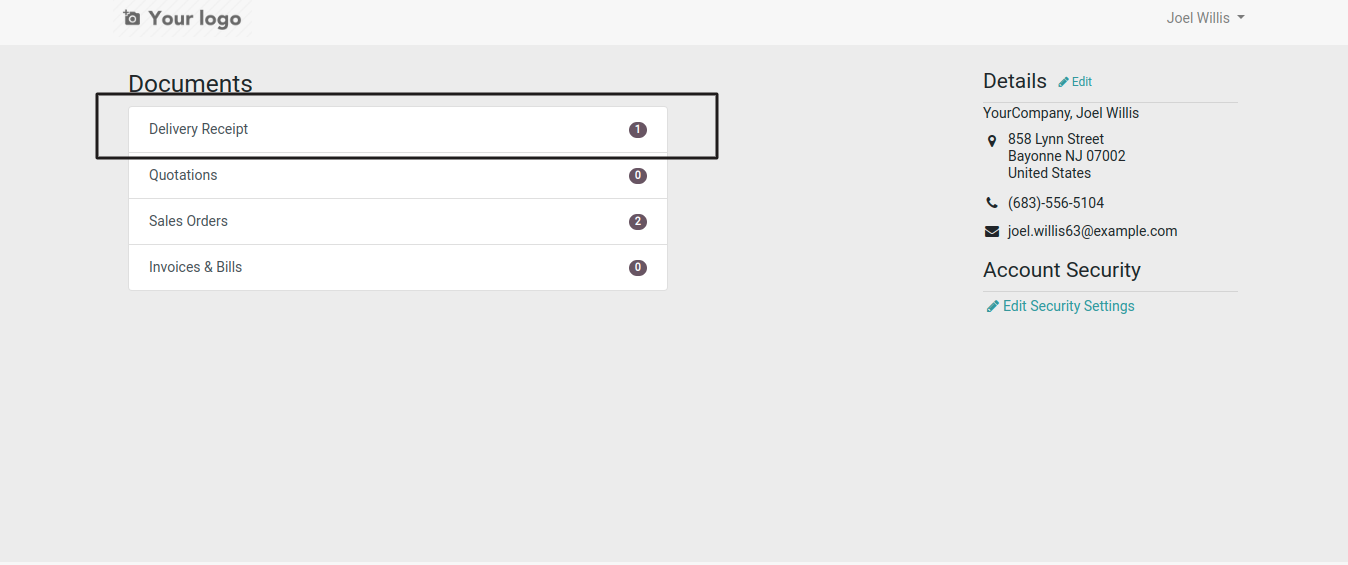 Your logo
Joel Willis
Documents
Delivery Receipt 1
Quotations 0
Sales Orders 2
Invoices & Bills 0
Details Edit
YourCompany, Joel Willis
858 Lynn Street
Bayonne NJ 07002
United States
(683)-556-5104
joel.willis63@example.com
Account Security
Edit Security Settings